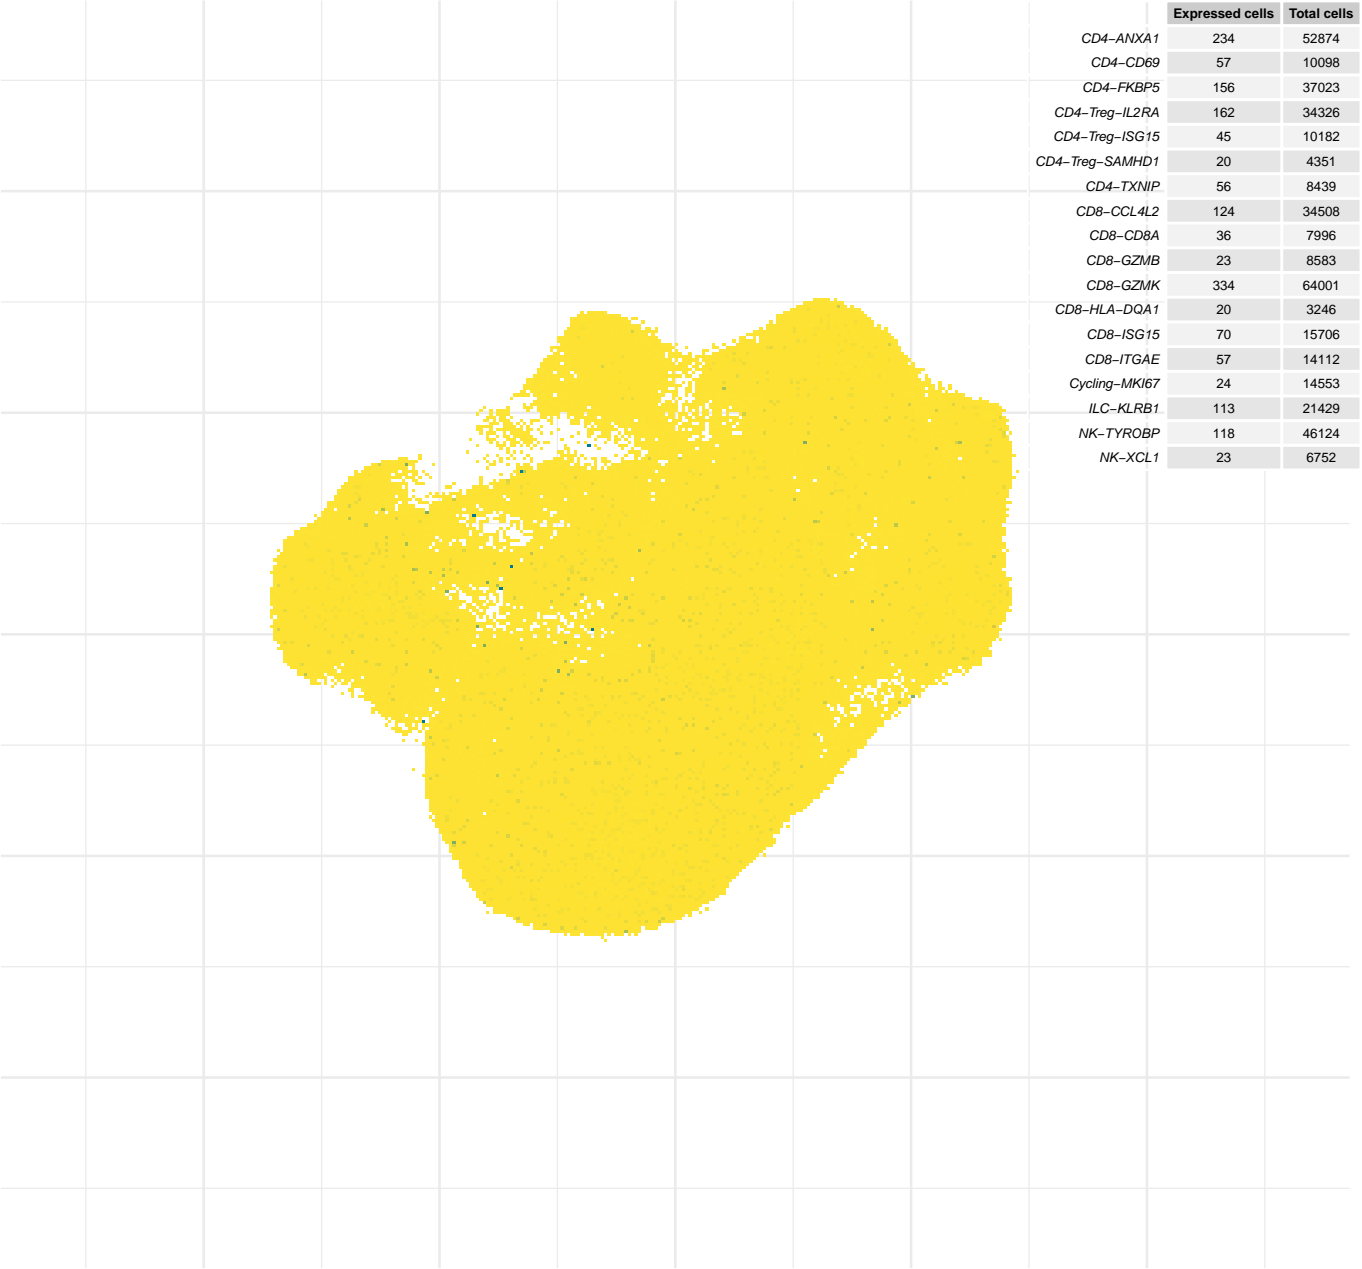 Expressed cells Total cells
CD4−ANXA1 234 52874
CD4−CD69 57 10098
CD4−FKBP5 156 37023
CD4−Treg−IL2RA 162 34326
CD4−Treg−ISG15 45 10182
CD4−Treg−SAMHD1 20 4351
CD4−TXNIP 56 8439
CD8−CCL4L2 124 34508
CD8−CD8A 36 7996
CD8−GZMB 23 8583
CD8−GZMK 334 64001
CD8−HLA−DQA1 20 3246
CD8−ISG15 70 15706
CD8−ITGAE 57 14112
Cycling−MKI67 24 14553
ILC−KLRB1 113 21429
NK−TYROBP 118 46124
NK−XCL1 23 6752